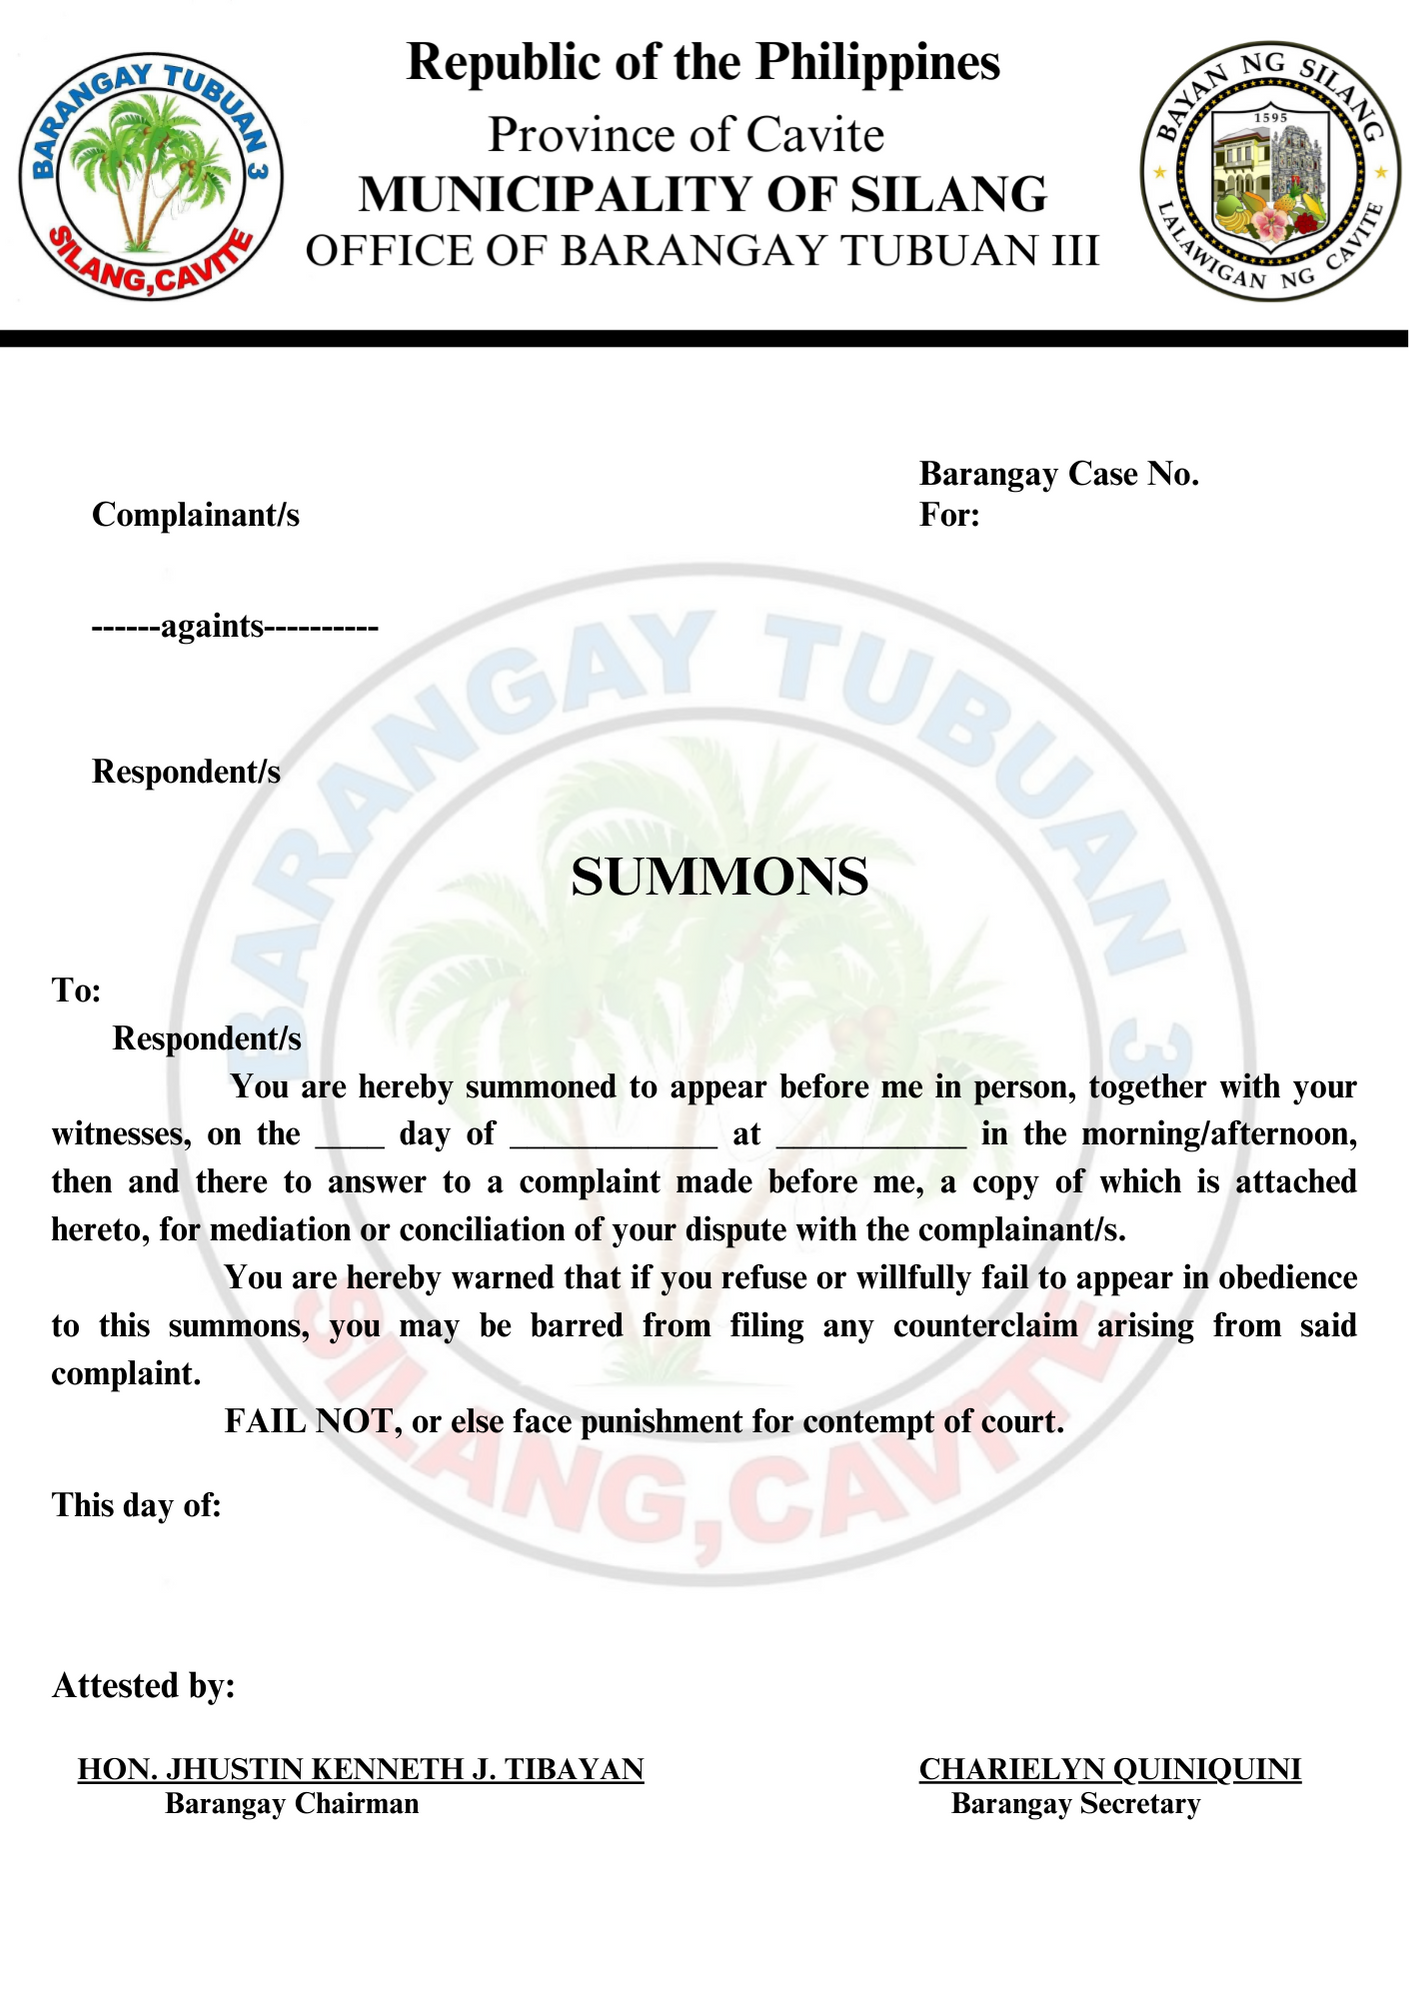 Republic of the Philippines
Province of Cavite
MUNICIPALITY OF SILANG
OFFICE OF BARANGAY TUBUAN III
BARANGAY TUBUAN 3
SILANG,CAVITE
BAYAN NG SILANG
1595
LALAWIGAN NG CAVITE
Barangay Case No.
Complainant/s
For:
------againts----------
Respondent/s
SUMMONS
To:
Respondent/s
You are hereby summoned to appear before me in person, together with your
witnesses, on the ____ day of ____________ at ___________ in the morning/afternoon,
then and there to answer to a complaint made before me, a copy of which is attached
hereto, for mediation or conciliation of your dispute with the complainant/s.
You are hereby warned that if you refuse or willfully fail to appear in obedience
to this summons, you may be barred from filing any counterclaim arising from said
complaint.
FAIL NOT, or else face punishment for contempt of court.
This day of:
Attested by:
HON. JHUSTIN KENNETH J. TIBAYAN
Barangay Chairman
CHARIELYN QUINIQUINI
Barangay Secretary
BARANGAY TUBUAN 3
SILANG,CAVITE